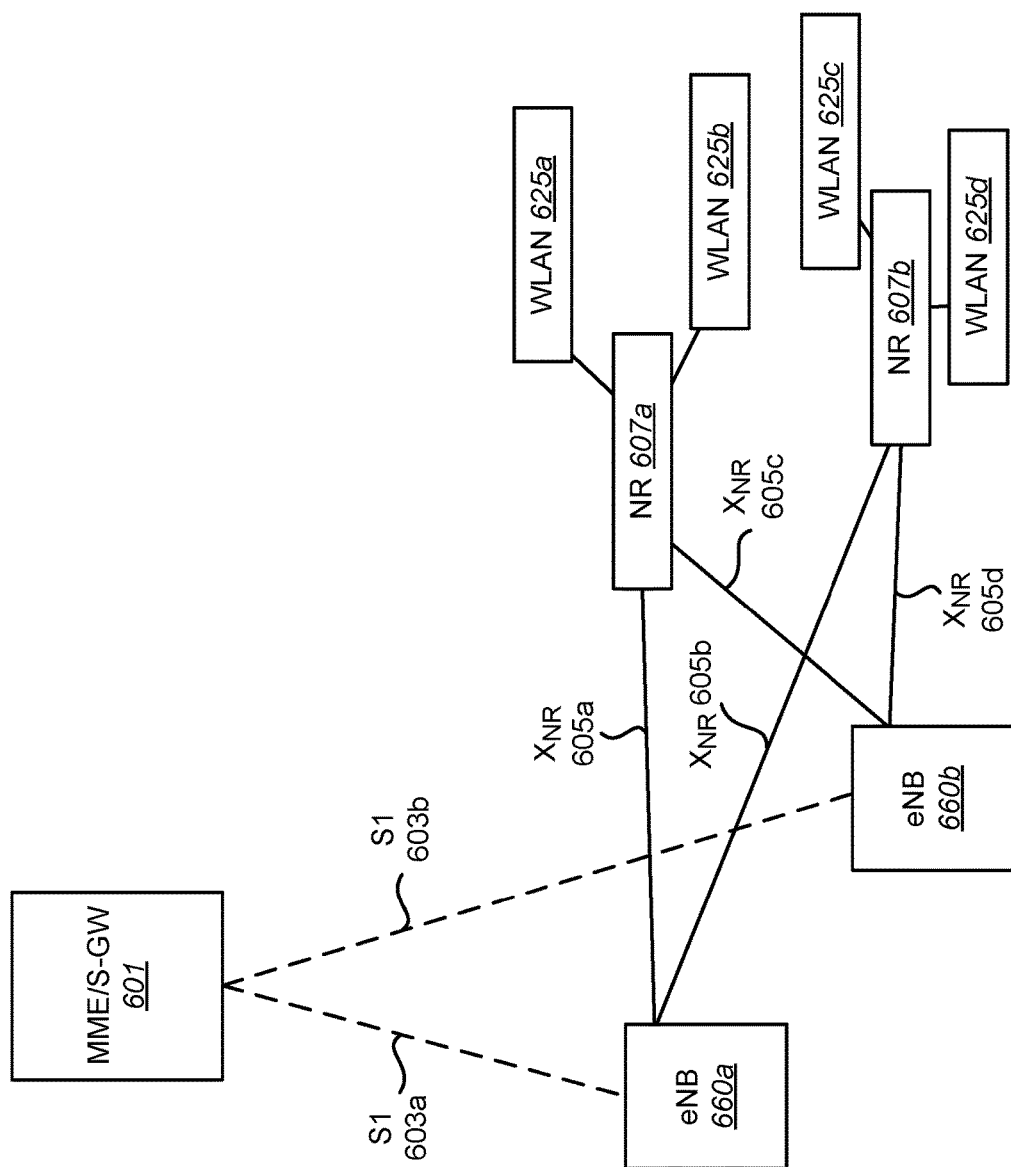 MME/S-GW
601
S1
603a
S1
603b
eNB
660a
eNB
660b
XNR
605a
XNR 605b
XNR
605c
XNR
605d
NR 607a
NR 607b
WLAN 625a
WLAN 625b
WLAN 625c
WLAN 625d